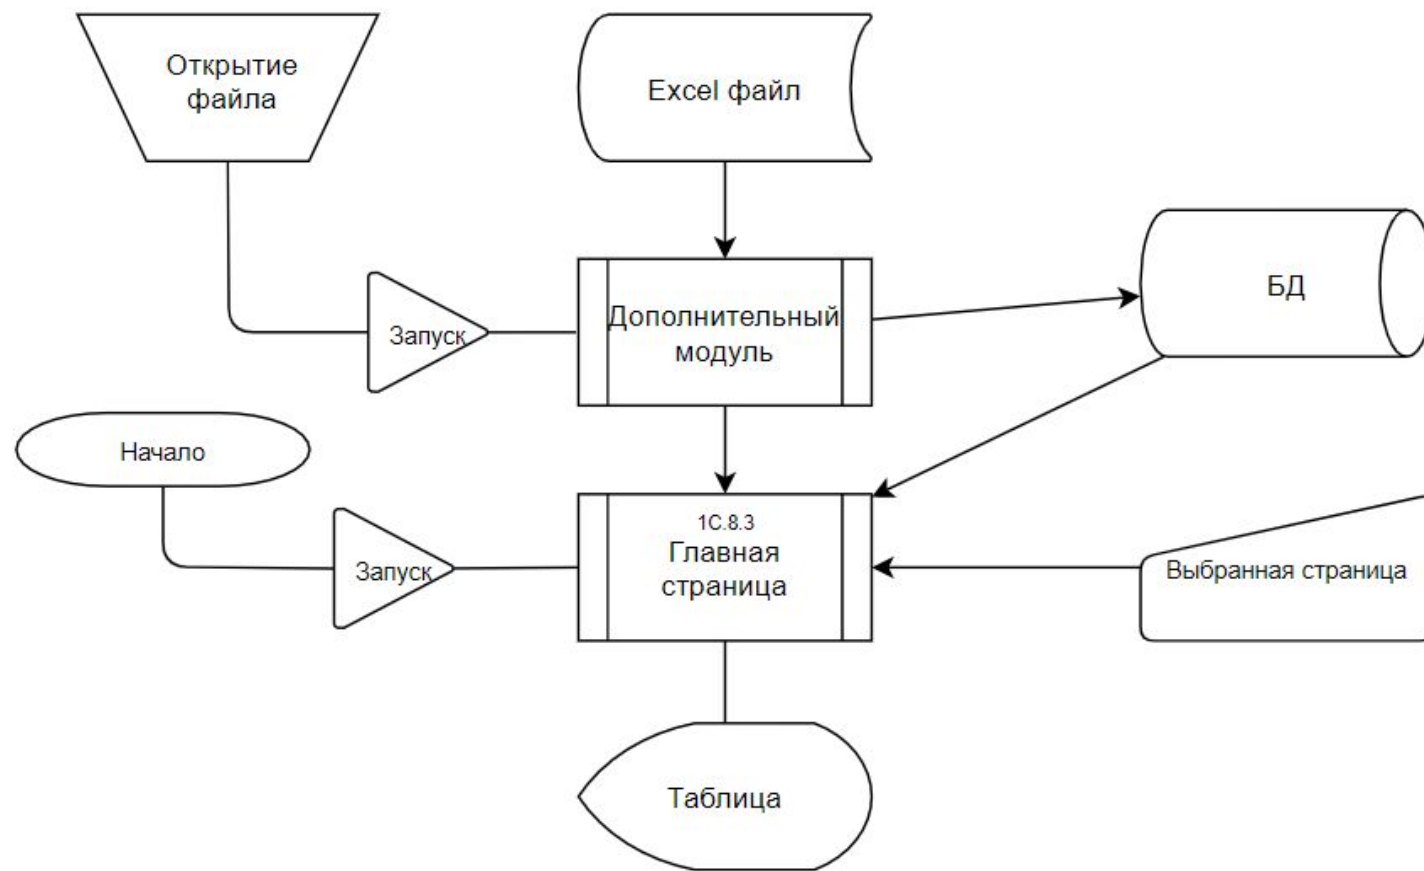 Открытие
файла
Excel файл
БД
Запуск
Дополнительный
модуль
Начало
Запуск
1С.8.3
Главная
страница
Выбранная страница
Таблица